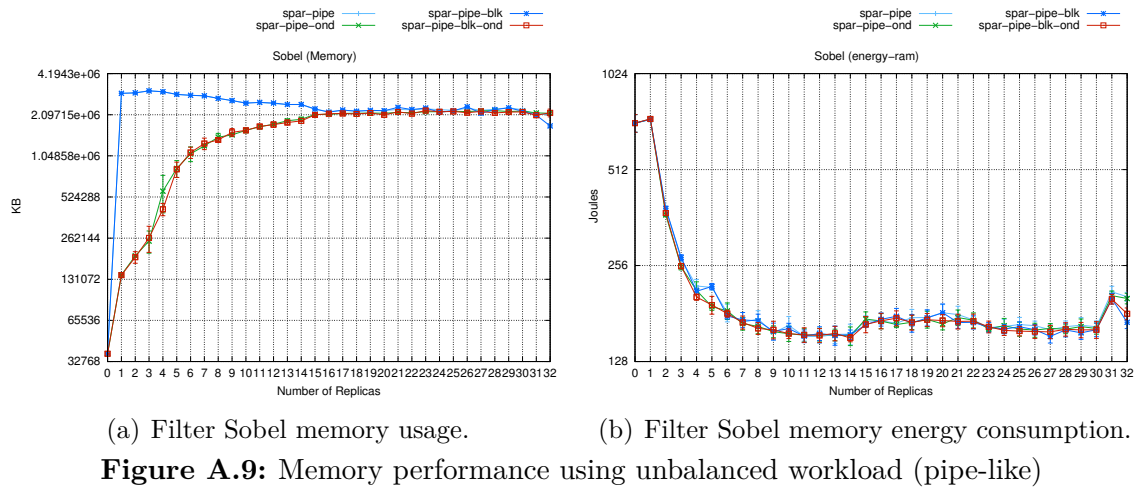 spar-pipe
spar-pipe-ond
spar-pipe-blk
spar-pipe-blk-ond
Sobel (Memory)
4.1943e+06
2.09715e+06
1.04858e+06
524288
262144
131072
65536
32768
KB
0 1 2 3 4 5 6 7 8 9 10 11 12 13 14 15 16 17 18 19 20 21 22 23 24 25 26 27 28 29 30 31 32
Number of Replicas
(a) Filter Sobel memory usage.
spar-pipe
spar-pipe-ond
spar-pipe-blk
spar-pipe-blk-ond
Sobel (energy-ram)
1024
512
256
128
Joules
0 1 2 3 4 5 6 7 8 9 10 11 12 13 14 15 16 17 18 19 20 21 22 23 24 25 26 27 28 29 30 31 32
Number of Replicas
(b) Filter Sobel memory energy consumption.
Figure A.9: Memory performance using unbalanced workload (pipe-like)